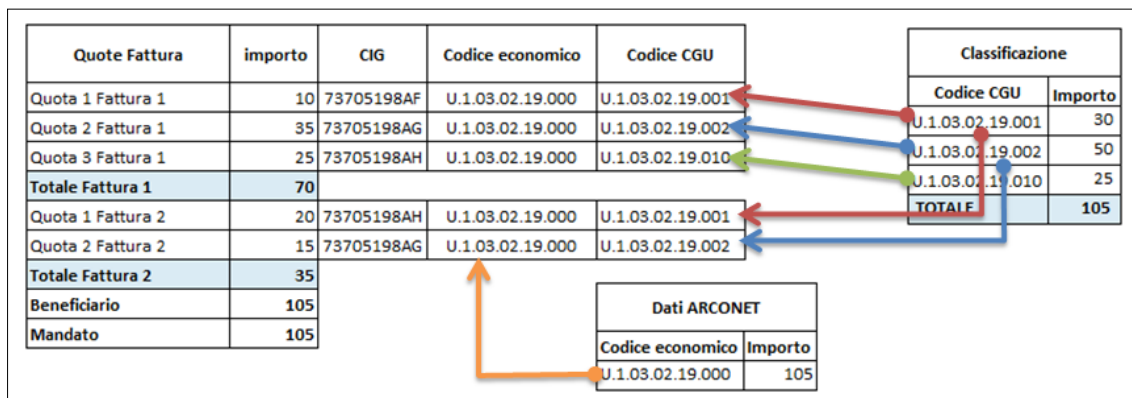 Quote Fattura importo CIG Codice economico Codice CGU
Quota 1 Fattura 1 10 73705198AF U.1.03.02.19.000 U.1.03.02.19.001
Quota 2 Fattura 1 35 73705198AG U.1.03.02.19.000 U.1.03.02.19.002
Quota 3 Fattura 1 25 73705198AH U.1.03.02.19.000 U.1.03.02.19.010
Totale Fattura 1 70
Quota 1 Fattura 2 20 73705198AH U.1.03.02.19.000 U.1.03.02.19.001
Quota 2 Fattura 2 15 73705198AG U.1.03.02.19.000 U.1.03.02.19.002
Totale Fattura 2 35
Beneficiario 105
Mandato 105
Classificazione
Codice CGU Importo
U.1.03.02.19.001 30
U.1.03.02.19.002 50
U.1.03.02.19.010 25
TOTALE 105
Dati ARCONET
Codice economico Importo
U.1.03.02.19.000 105